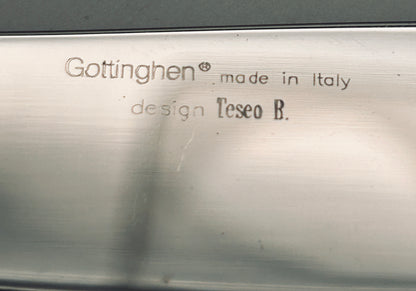 Gottinghen® made in Italy
design Teseo B.